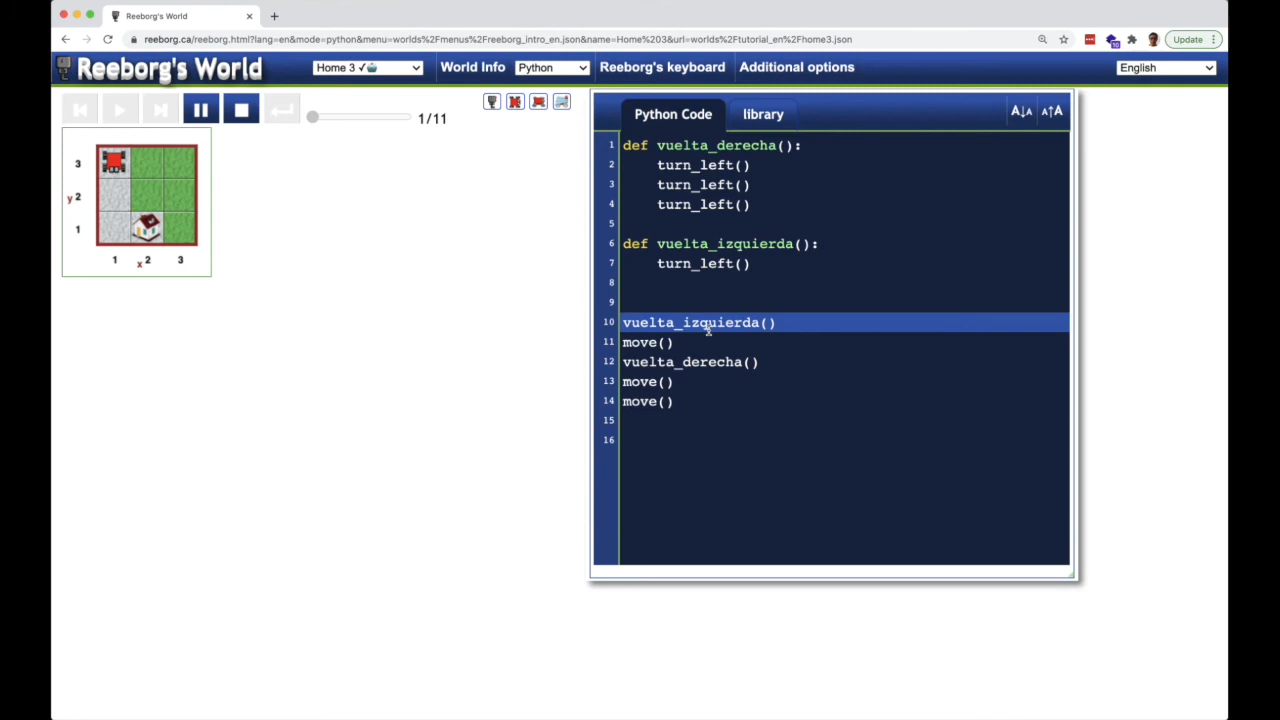 Reeborg's World
reeborg.ca/reeborg.html?lang=en&mode=python&menu=worlds%2Fmenus%2Freeborg_intro_en.json&name=Home%203&url=worlds%2Ftutorial_en%2Fhome3.json
10
Update
Reeborg's World
Home 3 √
World Info
Python
Reeborg's keyboard
Additional options
English
1/11
Python Code
library
A↓A
A↑A
3
y 2
1
1
x 2
3
1 def vuelta_derecha():
2     turn_left()
3     turn_left()
4     turn_left()
5
6 def vuelta_izquierda():
7     turn_left()
8
9
10 vuelta_izquierda()
11 move()
12 vuelta_derecha()
13 move()
14 move()
15
16